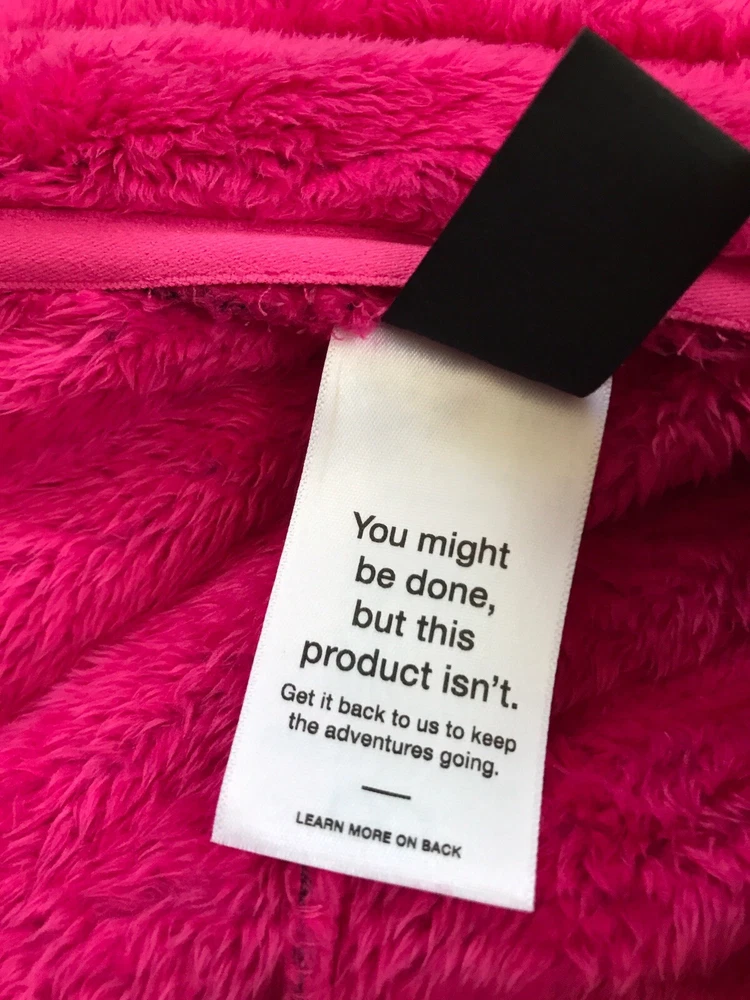 You might
be done,
but this
product isn't.
Get it back to us to keep
the adventures going.
LEARN MORE ON BACK